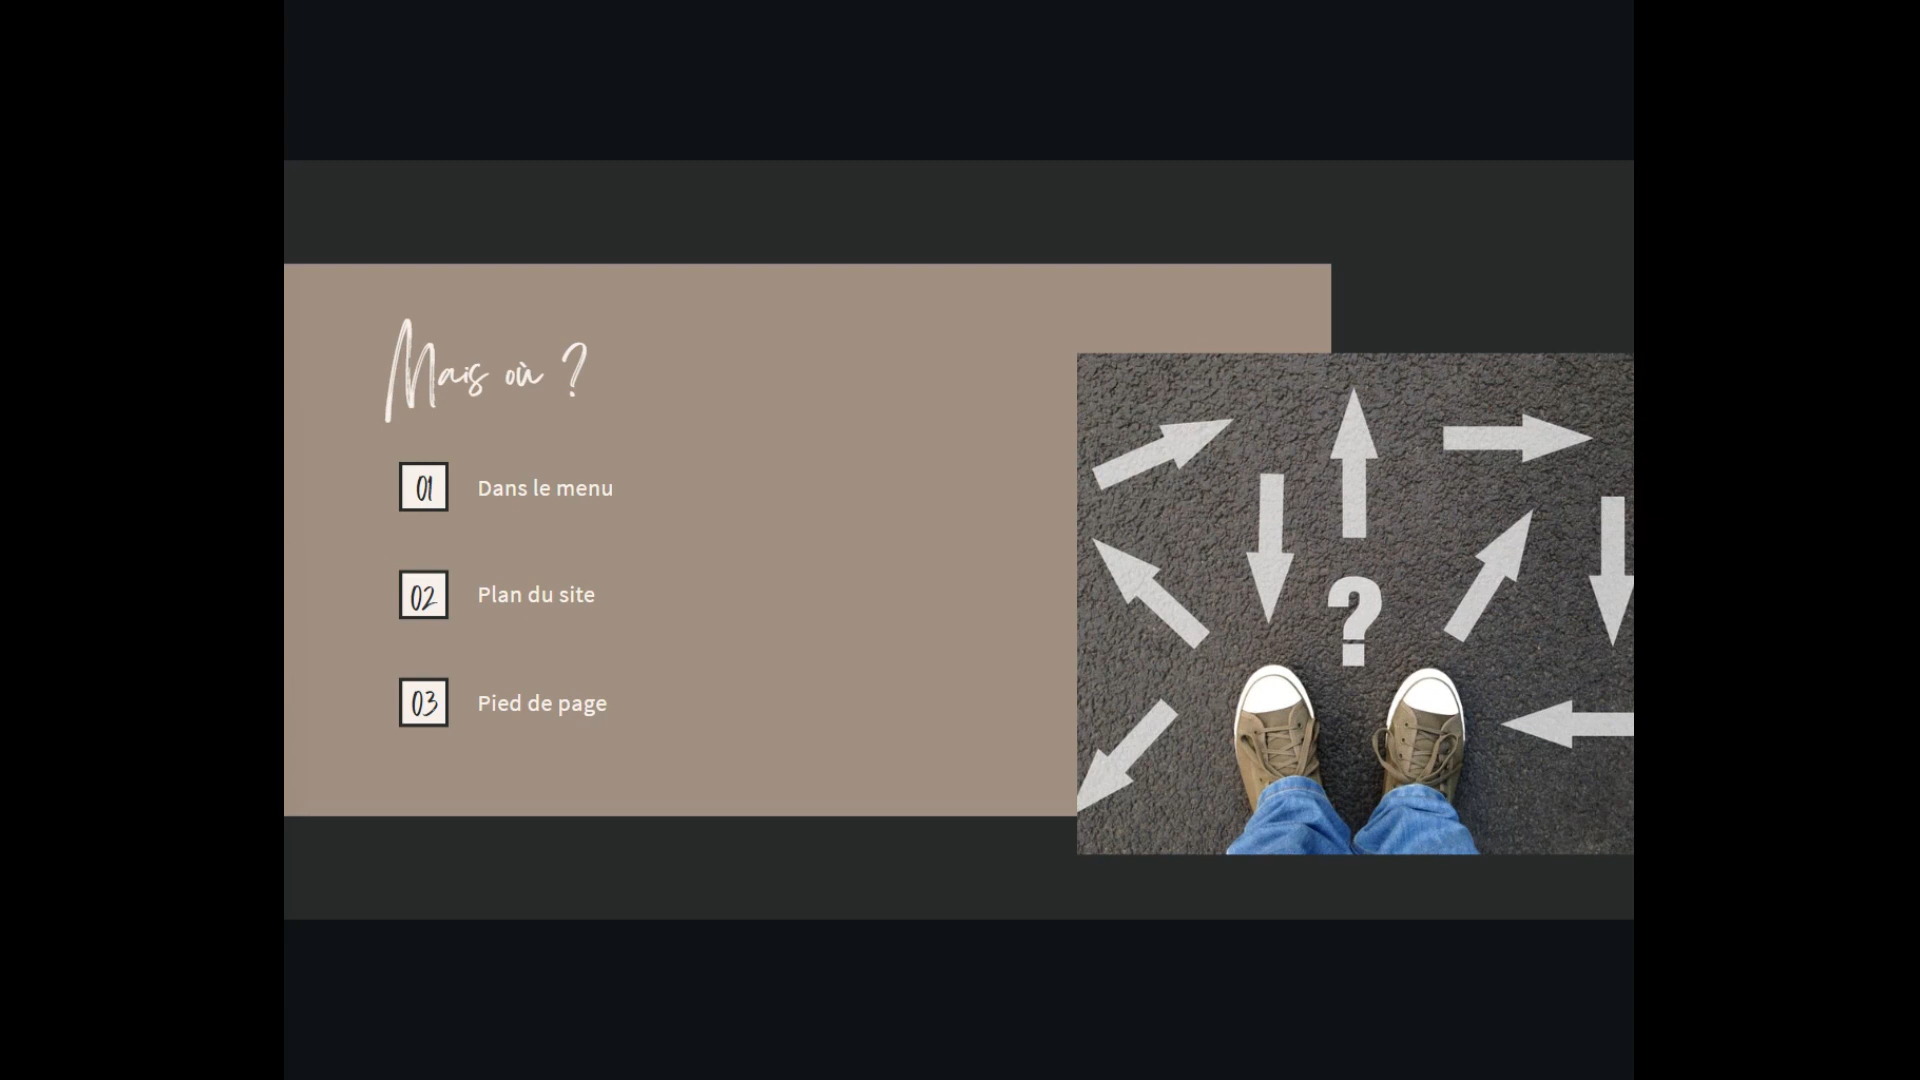 Mais où ?
01 Dans le menu
02 Plan du site
03 Pied de page
?